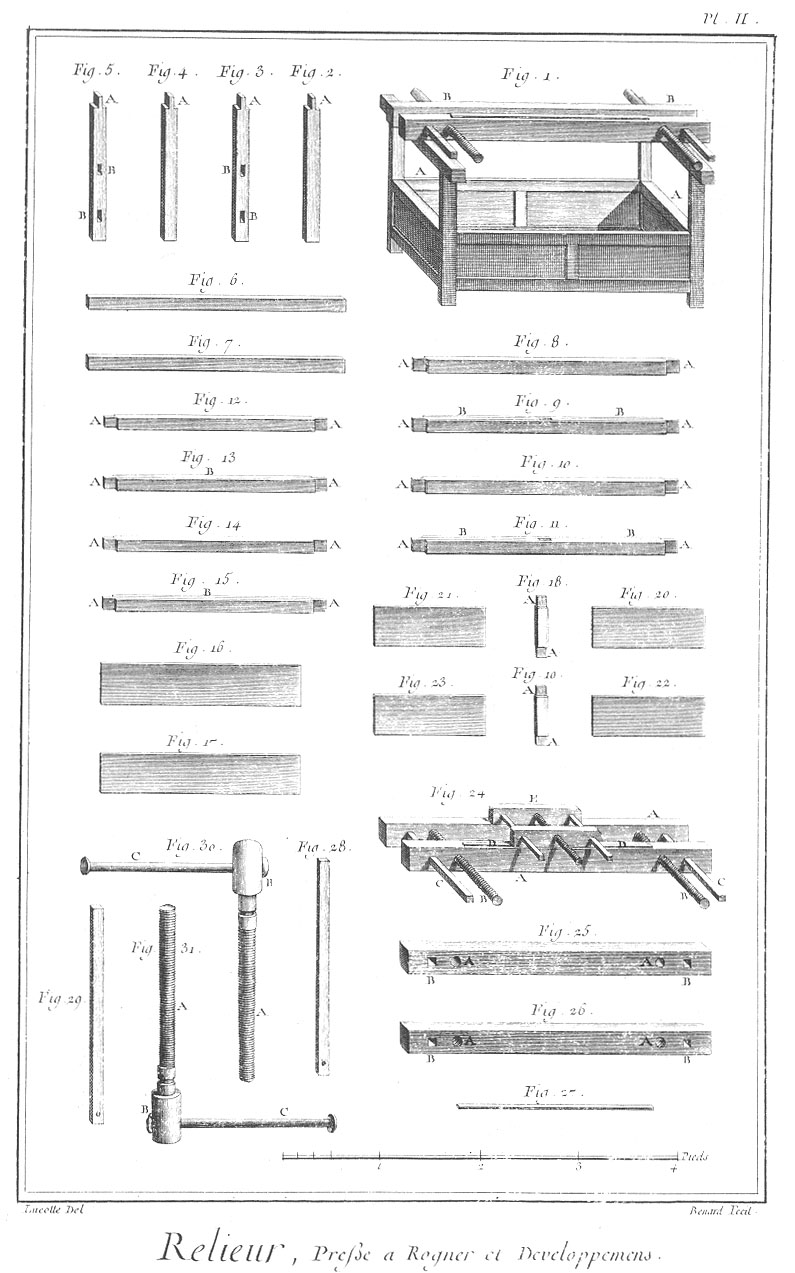 Pl. II.
Fig. 5. Fig. 4. Fig. 3. Fig. 2. Fig. 1.
A A A A
B B
B B
B B
A A
Fig. 6.
Fig. 7. Fig. 8.
A A
Fig. 12. Fig. 9.
A A A B B A
Fig. 13 Fig. 10.
A B A A A
Fig. 14 Fig. 11.
A A A B B A
Fig. 15. Fig. 18.
A B A A A
Fig. 21. Fig. 20.
Fig. 16. Fig. 19.
A A
Fig. 23. Fig. 22.
Fig. 17.
Fig. 24
E A
D D
C B A B C
Fig. 30. Fig. 28.
C B
Fig. 31.
A A
Fig. 29.
B C
Fig. 25.
A A
B B
Fig. 26.
A A
B B
Fig. 27.
1 2 3 4 Pieds
Lucotte Del Benard Fecit.
Relieur, Presse a Rogner et Developpemens.